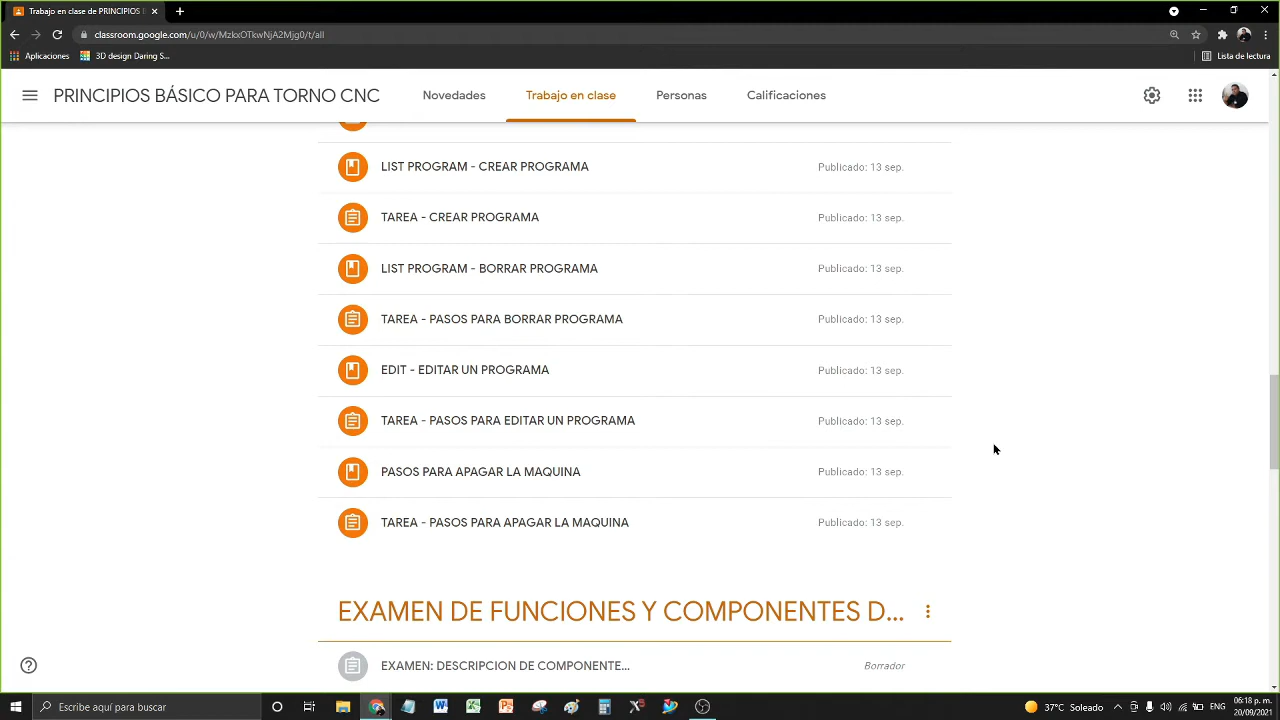 Trabajo en clase de PRINCIPIOS B
classroom.google.com/u/0/w/MzkxOTkwNjA2Mjg0/t/all
Aplicaciones
3D design Daring S...
Lista de lectura
PRINCIPIOS BÁSICO PARA TORNO CNC
Novedades
Trabajo en clase
Personas
Calificaciones
LIST PROGRAM - CREAR PROGRAMA
Publicado: 13 sep.
TAREA - CREAR PROGRAMA
Publicado: 13 sep.
LIST PROGRAM - BORRAR PROGRAMA
Publicado: 13 sep.
TAREA - PASOS PARA BORRAR PROGRAMA
Publicado: 13 sep.
EDIT - EDITAR UN PROGRAMA
Publicado: 13 sep.
TAREA - PASOS PARA EDITAR UN PROGRAMA
Publicado: 13 sep.
PASOS PARA APAGAR LA MAQUINA
Publicado: 13 sep.
TAREA - PASOS PARA APAGAR LA MAQUINA
Publicado: 13 sep.
EXAMEN DE FUNCIONES Y COMPONENTES D...
EXAMEN: DESCRIPCION DE COMPONENTE...
Borrador
Escribe aquí para buscar
37°C Soleado
ENG
06:18 p. m.
20/09/2021